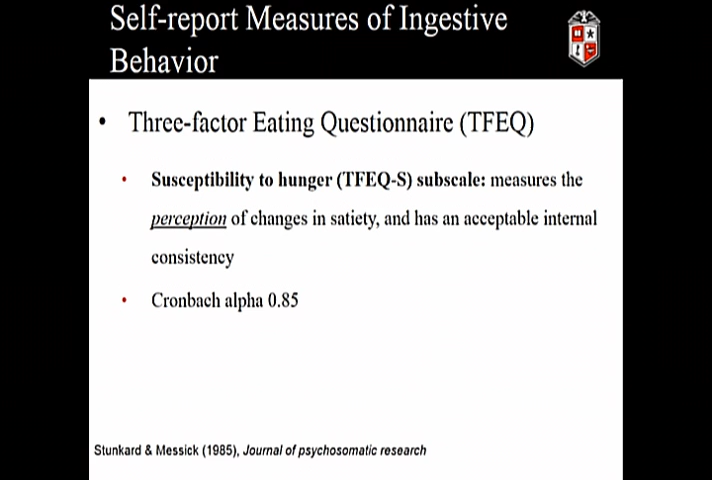 Self-report Measures of Ingestive
Behavior
• Three-factor Eating Questionnaire (TFEQ)
• Susceptibility to hunger (TFEQ-S) subscale: measures the
perception of changes in satiety, and has an acceptable internal
consistency
• Cronbach alpha 0.85
Stunkard & Messick (1985), Journal of psychosomatic research